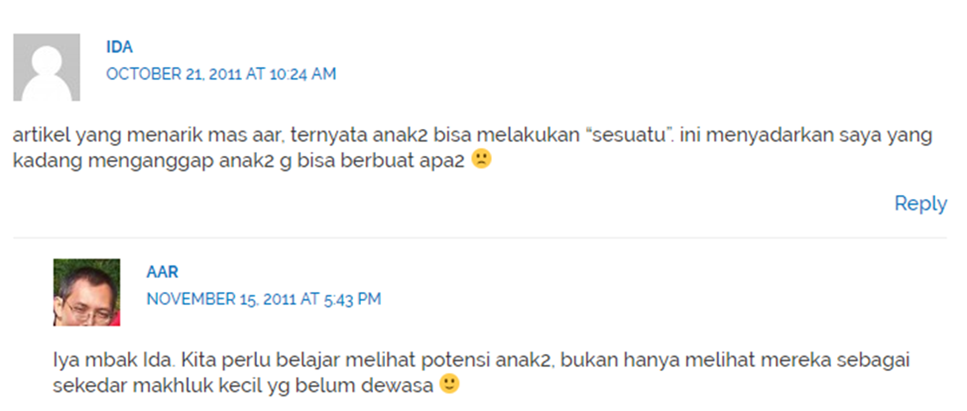 IDA
OCTOBER 21, 2011 AT 10:24 AM
artikel yang menarik mas aar, ternyata anak2 bisa melakukan “sesuatu”. ini menyadarkan saya yang
kadang menganggap anak2 g bisa berbuat apa2 🙁
Reply
AAR
NOVEMBER 15, 2011 AT 5:43 PM
Iya mbak Ida. Kita perlu belajar melihat potensi anak2, bukan hanya melihat mereka sebagai
sekedar makhluk kecil yg belum dewasa 🙂